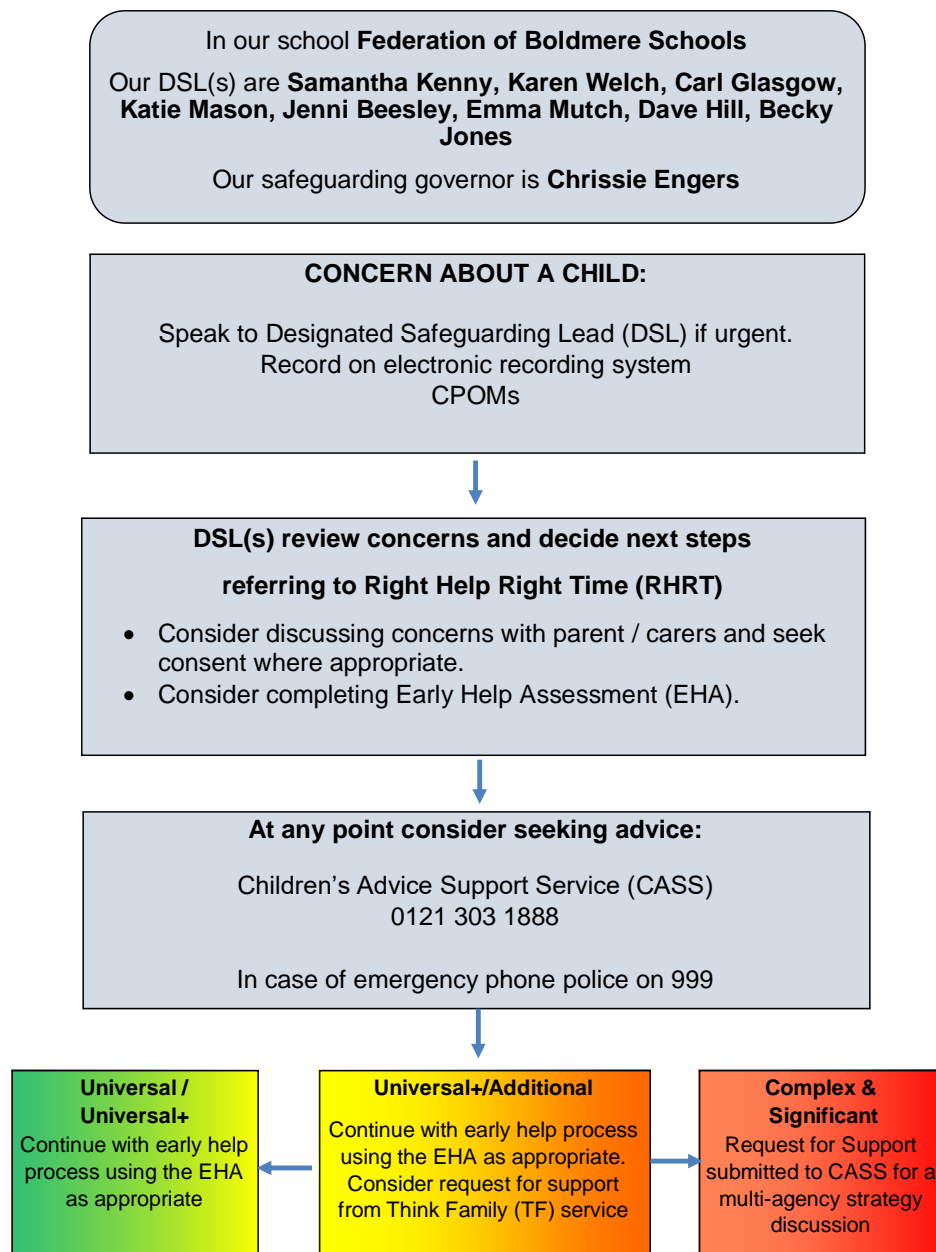 In our school Federation of Boldmere Schools
Our DSL(s) are Samantha Kenny, Karen Welch, Carl Glasgow,
Katie Mason, Jenni Beesley, Emma Mutch, Dave Hill, Becky
Jones
Our safeguarding governor is Chrissie Engers
CONCERN ABOUT A CHILD:
Speak to Designated Safeguarding Lead (DSL) if urgent.
Record on electronic recording system
CPOMs
DSL(s) review concerns and decide next steps
referring to Right Help Right Time (RHRT)
• Consider discussing concerns with parent / carers and seek
consent where appropriate.
• Consider completing Early Help Assessment (EHA).
At any point consider seeking advice:
Children’s Advice Support Service (CASS)
0121 303 1888
In case of emergency phone police on 999
Universal /
Universal+
Continue with early help
process using the EHA
as appropriate
Universal+/Additional
Continue with early help process
using the EHA as appropriate.
Consider request for support
from Think Family (TF) service
Complex &
Significant
Request for Support
submitted to CASS for a
multi-agency strategy
discussion